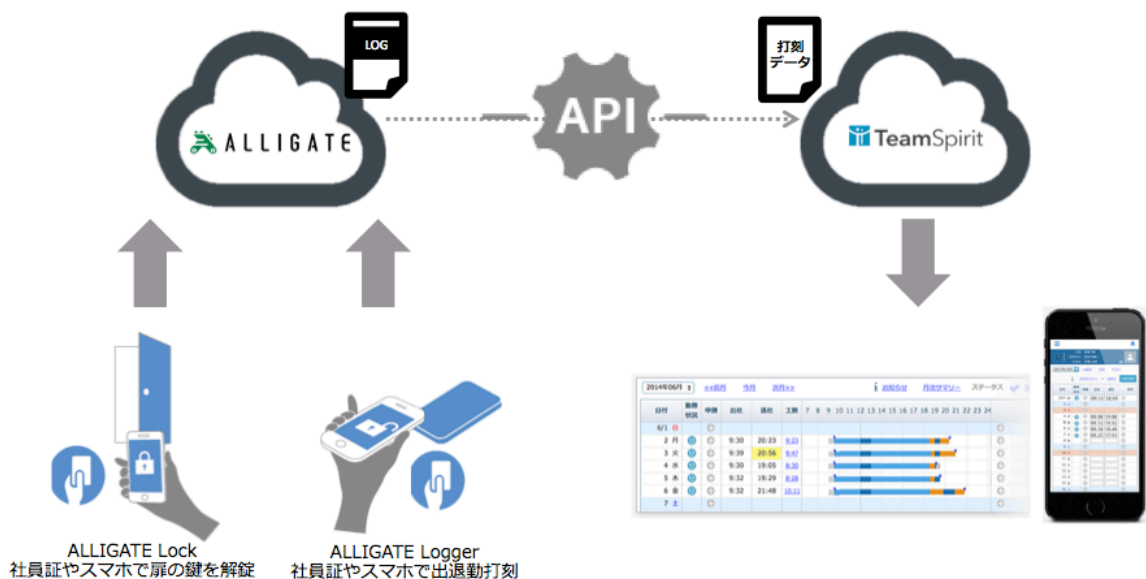 LOG
ALLIGATE
API
打刻
データ
TeamSpirit
ALLIGATE Lock
社員証やスマホで扉の鍵を解錠
ALLIGATE Logger
社員証やスマホで出退勤打刻
2014年06月 <<前月 今月 次月>> お知らせ 月次サマリー ステータス
日付 勤務状況 申請 出社 退社 工数 7 8 9 10 11 12 13 14 15 16 17 18 19 20 21 22 23 24
6/1 日
2 月 9:30 20:23 9:23
3 火 9:39 20:56 9:47
4 水 9:30 19:05 8:30
5 木 9:32 19:29 8:28
6 金 9:32 21:48 10:11
7 土